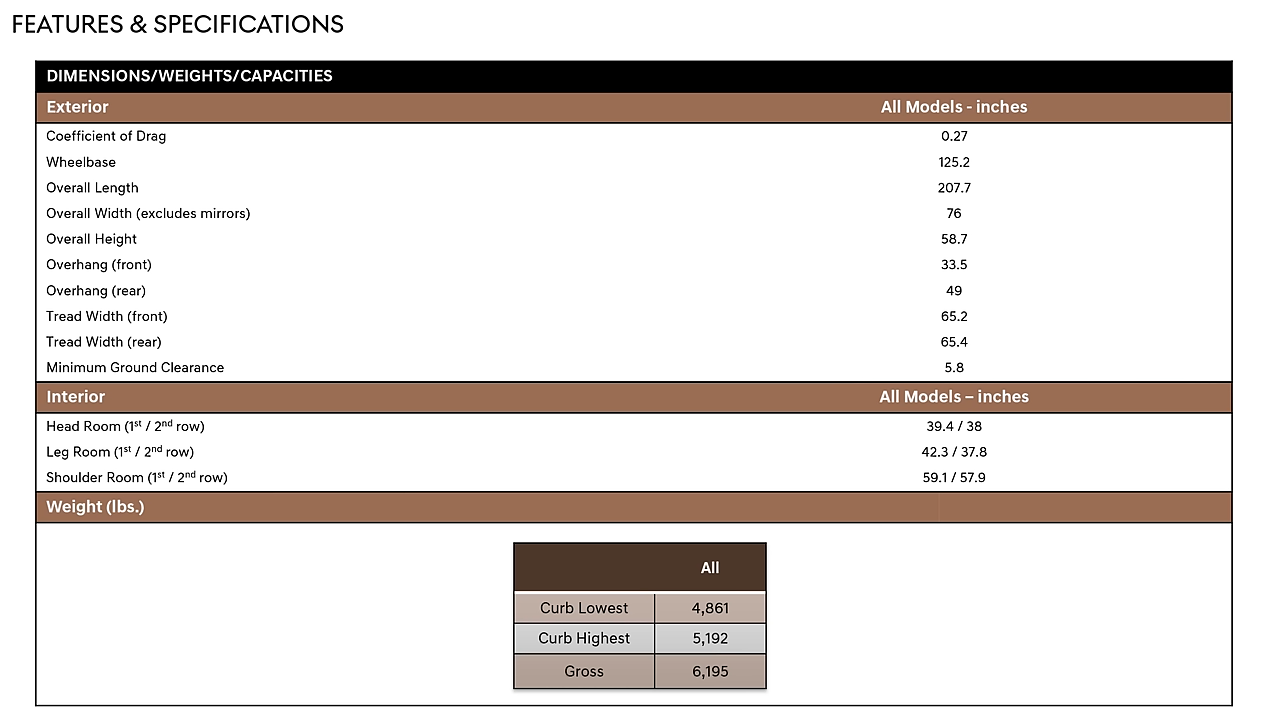 FEATURES & SPECIFICATIONS
DIMENSIONS/WEIGHTS/CAPACITIES
Exterior All Models - inches
Coefficient of Drag 0.27
Wheelbase 125.2
Overall Length 207.7
Overall Width (excludes mirrors) 76
Overall Height 58.7
Overhang (front) 33.5
Overhang (rear) 49
Tread Width (front) 65.2
Tread Width (rear) 65.4
Minimum Ground Clearance 5.8
Interior All Models – inches
Head Room (1st / 2nd row) 39.4 / 38
Leg Room (1st / 2nd row) 42.3 / 37.8
Shoulder Room (1st / 2nd row) 59.1 / 57.9
Weight (lbs.)
All
Curb Lowest 4,861
Curb Highest 5,192
Gross 6,195